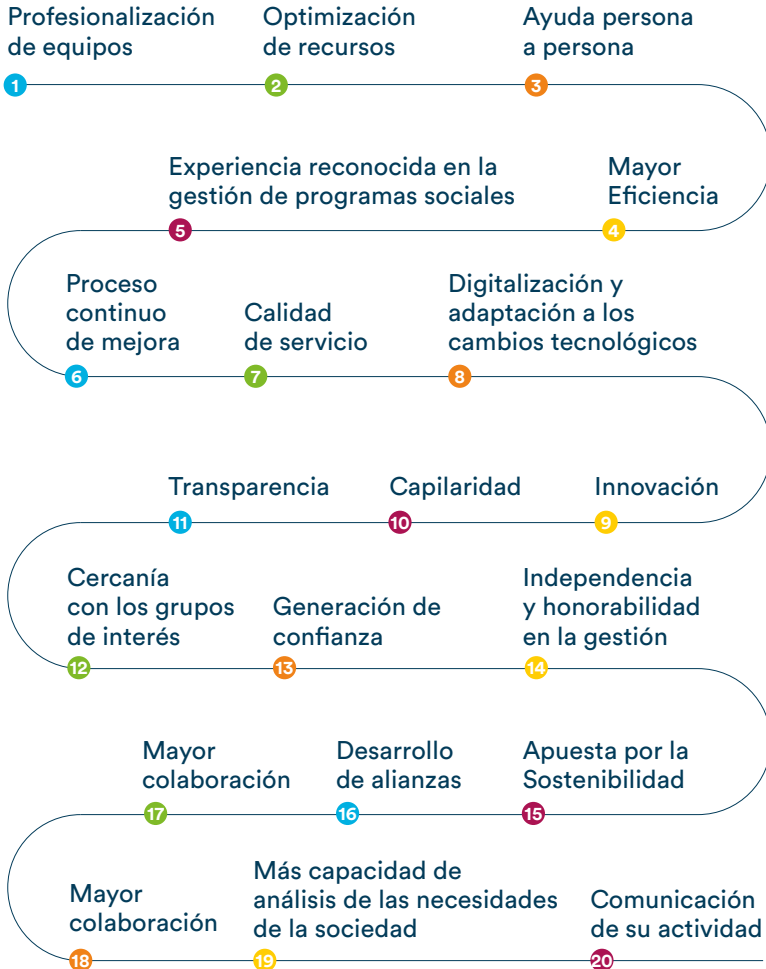 Profesionalización
de equipos
1
Optimización
de recursos
2
Ayuda persona
a persona
3
Mayor
Eficiencia
4
Experiencia reconocida en la
gestión de programas sociales
5
Proceso
continuo
de mejora
6
Calidad
de servicio
7
Digitalización y
adaptación a los
cambios tecnológicos
8
Innovación
9
Capilaridad
10
Transparencia
11
Cercanía
con los grupos
de interés
12
Generación de
confianza
13
Independencia
y honorabilidad
en la gestión
14
Apuesta por la
Sostenibilidad
15
Desarrollo
de alianzas
16
Mayor
colaboración
17
Mayor
colaboración
18
Más capacidad de
análisis de las necesidades
de la sociedad
19
Comunicación
de su actividad
20